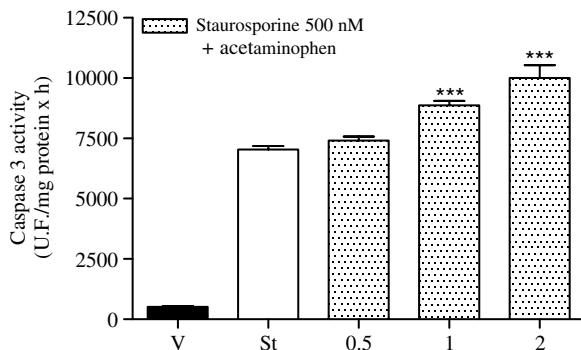 Staurosporine 500 nM
+ acetaminophen
Caspase 3 activity
(U.F./mg protein x h)
12500
10000
7500
5000
2500
0
***
***
V St 0.5 1 2